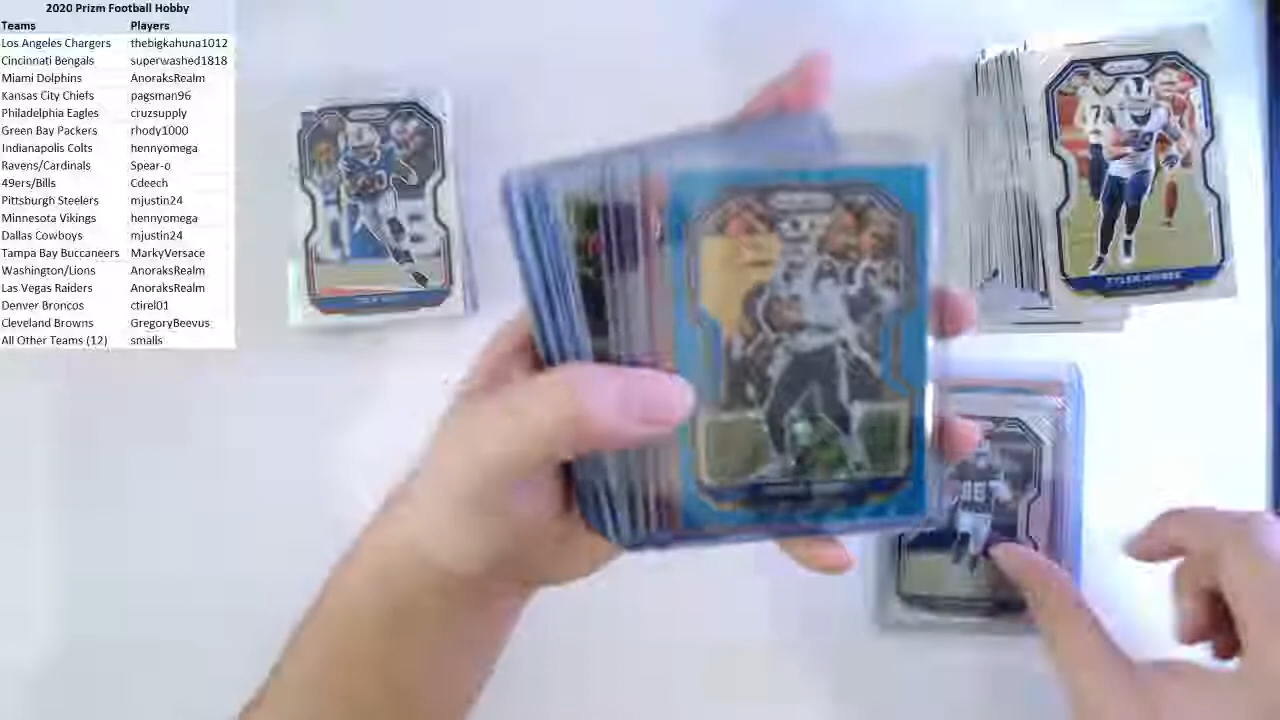 2020 Prizm Football Hobby
Teams Players
Los Angeles Chargers thebigkahuna1012
Cincinnati Bengals superwashed1818
Miami Dolphins AnoraksRealm
Kansas City Chiefs pagsman96
Philadelphia Eagles cruzsupply
Green Bay Packers rhody1000
Indianapolis Colts hennyomega
Ravens/Cardinals Spear-o
49ers/Bills Cdeech
Pittsburgh Steelers mjustin24
Minnesota Vikings hennyomega
Dallas Cowboys mjustin24
Tampa Bay Buccaneers MarkyVersace
Washington/Lions AnoraksRealm
Las Vegas Raiders AnoraksRealm
Denver Broncos ctirel01
Cleveland Browns GregoryBeevus
All Other Teams (12) smalls